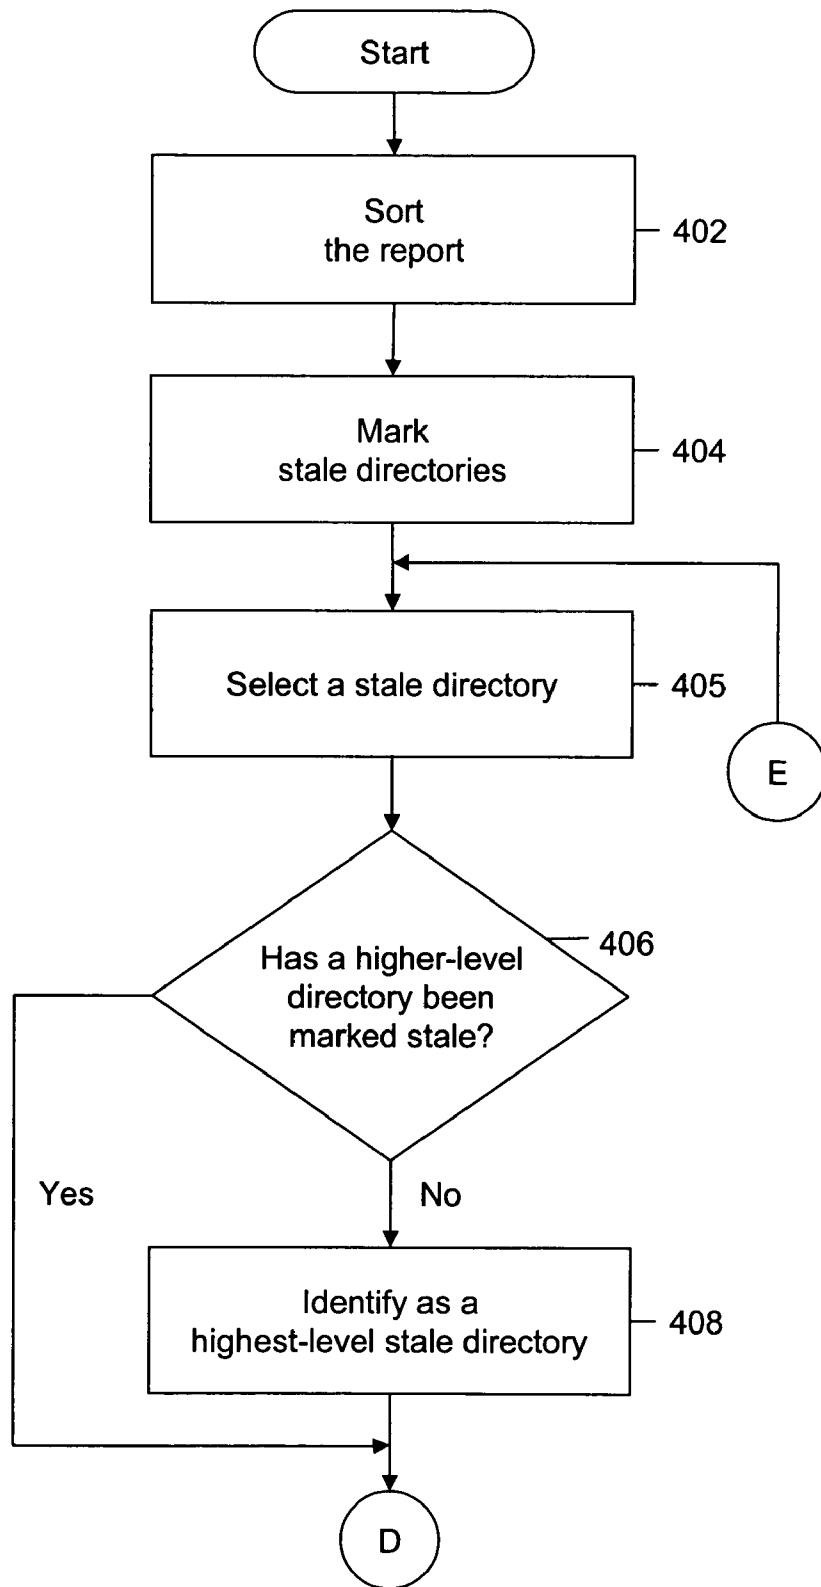 Start
Sort
the report
402
Mark
stale directories
404
Select a stale directory
405
E
Has a higher-level
directory been
marked stale?
406
Yes
No
Identify as a
highest-level stale directory
408
D